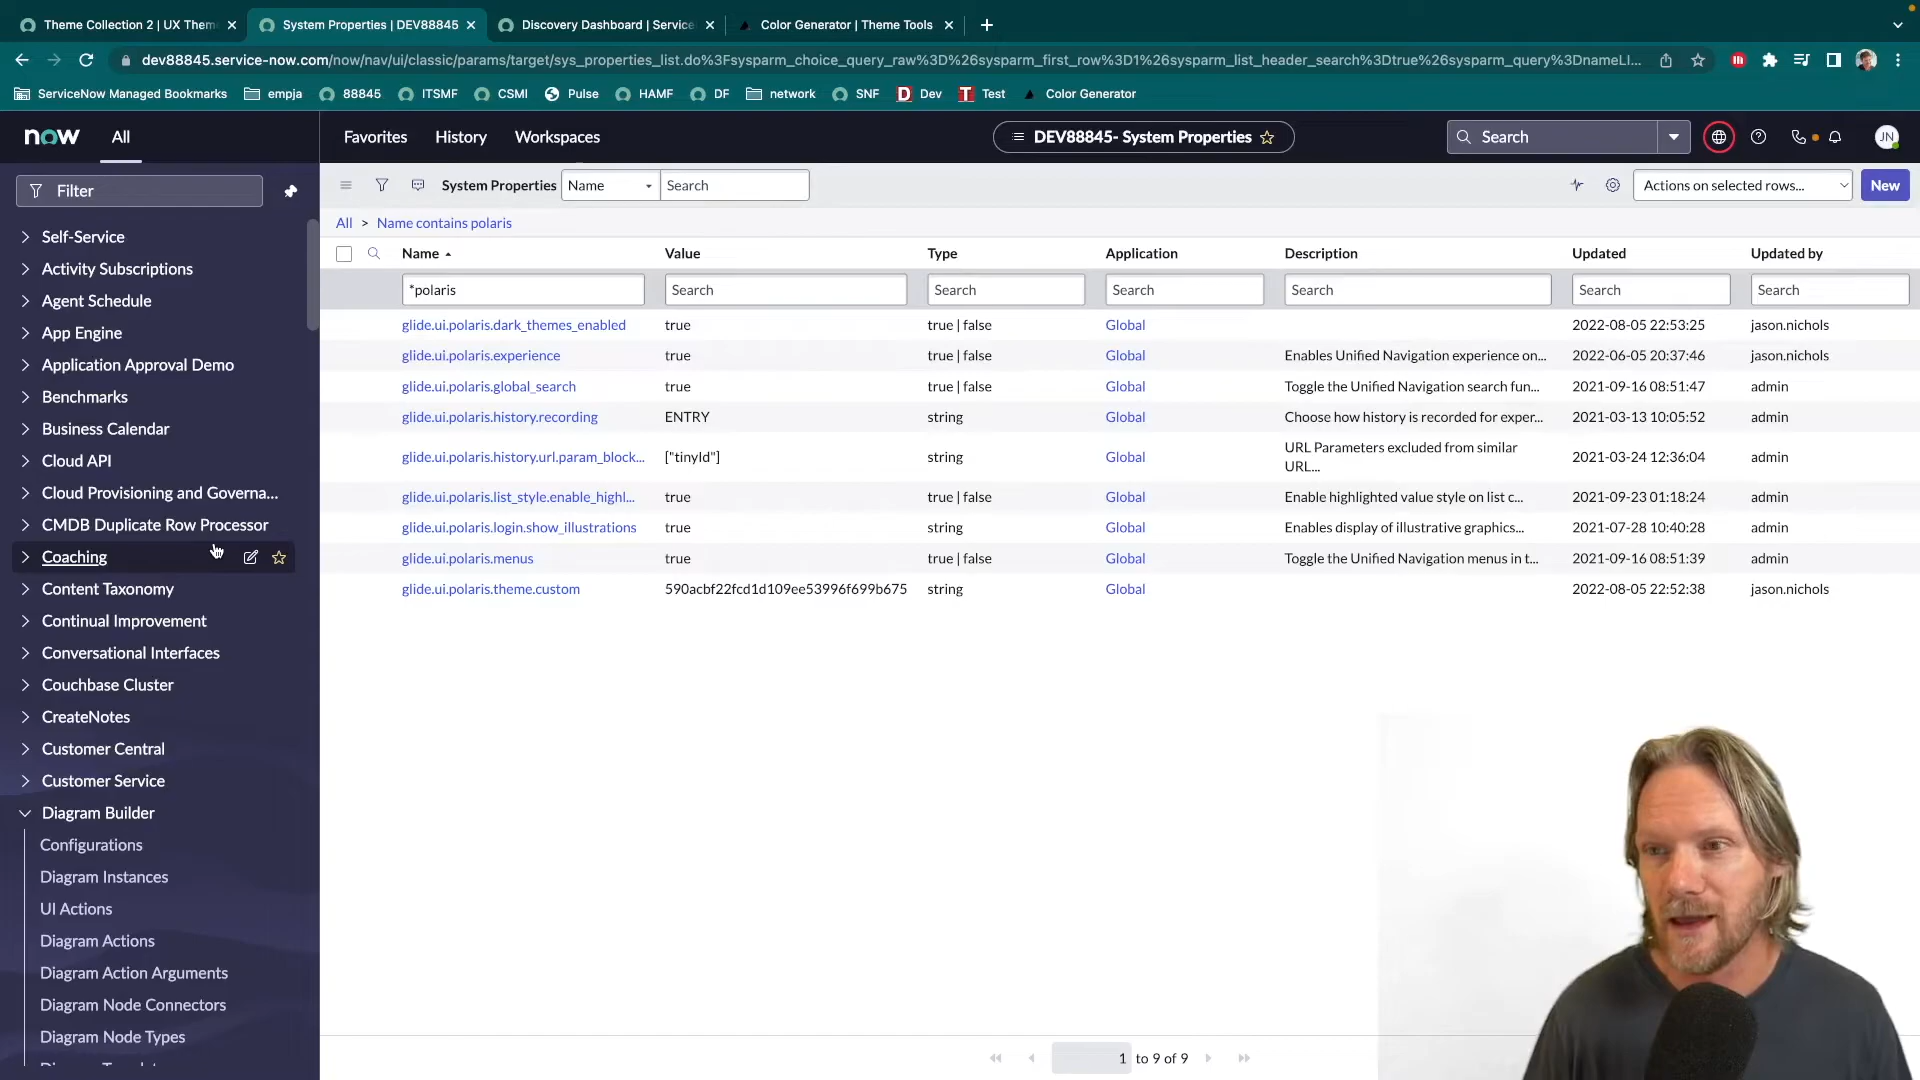 Theme Collection 2 | UX Them
System Properties | DEV88845
Discovery Dashboard | Service
Color Generator | Theme Tools
dev88845.service-now.com/now/nav/ui/classic/params/target/sys_properties_list.do%3Fsysparm_choice_query_raw%3D%26sysparm_first_row%3D1%26sysparm_list_header_search%3Dtrue%26sysparm_query%3DnameLI...
ServiceNow Managed Bookmarks
empja
88845
ITSMF
CSMI
Pulse
HAMF
DF
network
SNF
D Dev
T Test
Color Generator
now
All
Favorites
History
Workspaces
DEV88845- System Properties
Search
JN
Filter
System Properties
Name
Search
Actions on selected rows...
New
All > Name contains polaris
Self-Service
Activity Subscriptions
Agent Schedule
App Engine
Application Approval Demo
Benchmarks
Business Calendar
Cloud API
Cloud Provisioning and Governa...
CMDB Duplicate Row Processor
Coaching
Content Taxonomy
Continual Improvement
Conversational Interfaces
Couchbase Cluster
CreateNotes
Customer Central
Customer Service
Diagram Builder
Configurations
Diagram Instances
UI Actions
Diagram Actions
Diagram Action Arguments
Diagram Node Connectors
Diagram Node Types
Name Value Type Application Description Updated Updated by
*polaris Search Search Search Search Search Search
glide.ui.polaris.dark_themes_enabled true true | false Global 2022-08-05 22:53:25 jason.nichols
glide.ui.polaris.experience true true | false Global Enables Unified Navigation experience on... 2022-06-05 20:37:46 jason.nichols
glide.ui.polaris.global_search true true | false Global Toggle the Unified Navigation search fun... 2021-09-16 08:51:47 admin
glide.ui.polaris.history.recording ENTRY string Global Choose how history is recorded for exper... 2021-03-13 10:05:52 admin
glide.ui.polaris.history.url.param_block... ["tinyId"] string Global URL Parameters excluded from similar URL... 2021-03-24 12:36:04 admin
glide.ui.polaris.list_style.enable_highl... true true | false Global Enable highlighted value style on list c... 2021-09-23 01:18:24 admin
glide.ui.polaris.login.show_illustrations true string Global Enables display of illustrative graphics... 2021-07-28 10:40:28 admin
glide.ui.polaris.menus true true | false Global Toggle the Unified Navigation menus in t... 2021-09-16 08:51:39 admin
glide.ui.polaris.theme.custom 590acbf22fcd1d109ee53996f699b675 string Global 2022-08-05 22:52:38 jason.nichols
1 to 9 of 9